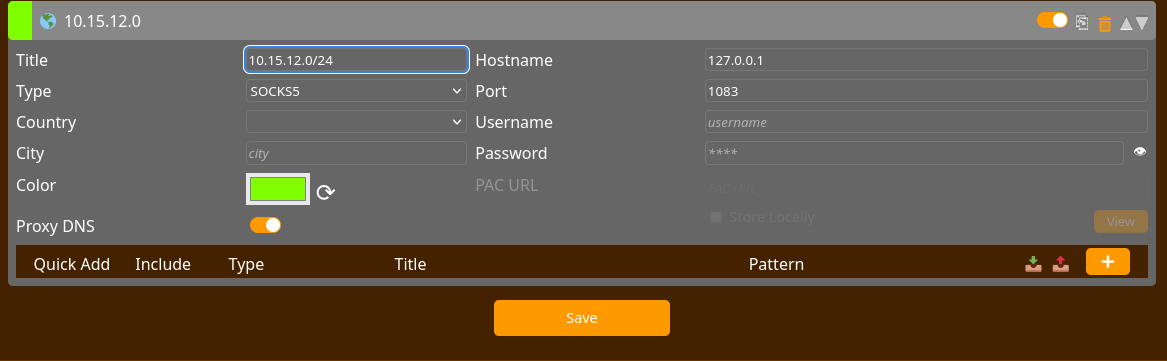 10.15.12.0
Title 10.15.12.0/24 Hostname 127.0.0.1
Type SOCKS5 Port 1083
Country Username username
City city Password ****
Color PAC URL PAC URL
Store Locally View
Proxy DNS
Quick Add Include Type Title Pattern +
Save